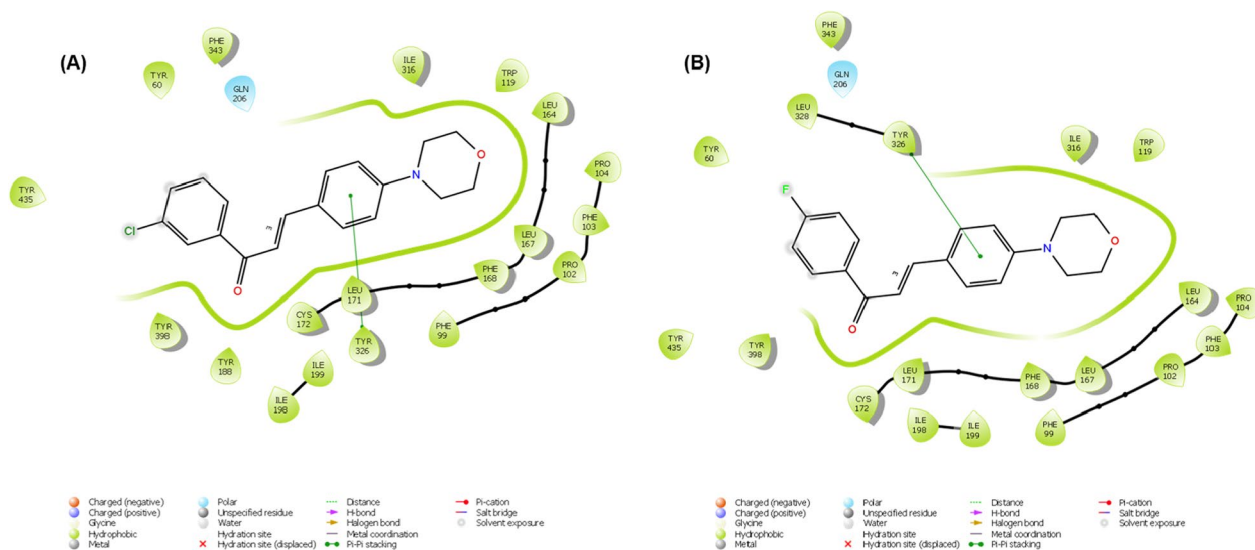 (A)
PHE
343
TYR
60
GLN
206
ILE
316
TRP
119
LEU
164
PRO
104
TYR
435
PHE
103
LEU
167
PRO
102
PHE
168
LEU
171
CYS
172
PHE
99
TYR
326
TYR
398
TYR
188
ILE
199
ILE
198
Cl
O
N
O
E
Charged (negative)
Charged (positive)
Glycine
Hydrophobic
Metal
Polar
Unspecified residue
Water
Hydration site
Hydration site (displaced)
Distance
H-bond
Halogen bond
Metal coordination
Pi-Pi stacking
Pi-cation
Salt bridge
Solvent exposure
(B)
PHE
343
GLN
206
LEU
328
TYR
326
TYR
60
ILE
316
TRP
119
F
O
N
O
E
LEU
164
PRO
104
PHE
103
PRO
102
LEU
167
PHE
168
LEU
171
TYR
435
TYR
398
CYS
172
ILE
198
ILE
199
PHE
99
Charged (negative)
Charged (positive)
Glycine
Hydrophobic
Metal
Polar
Unspecified residue
Water
Hydration site
Hydration site (displaced)
Distance
H-bond
Halogen bond
Metal coordination
Pi-Pi stacking
Pi-cation
Salt bridge
Solvent exposure